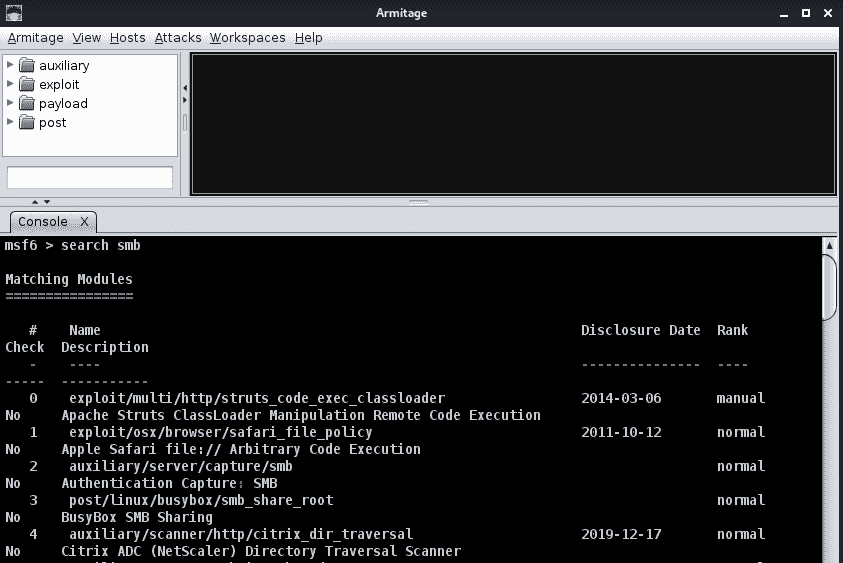 Armitage
Armitage View Hosts Attacks Workspaces Help
auxiliary
exploit
payload
post
Console X
msf6 > search smb
Matching Modules
================
# Name Disclosure Date Rank
Check Description
- ---- --------------- ----
----- -----------
0 exploit/multi/http/struts_code_exec_classloader 2014-03-06 manual
No Apache Struts ClassLoader Manipulation Remote Code Execution
1 exploit/osx/browser/safari_file_policy 2011-10-12 normal
No Apple Safari file:// Arbitrary Code Execution
2 auxiliary/server/capture/smb normal
No Authentication Capture: SMB
3 post/linux/busybox/smb_share_root normal
No BusyBox SMB Sharing
4 auxiliary/scanner/http/citrix_dir_traversal 2019-12-17 normal
No Citrix ADC (NetScaler) Directory Traversal Scanner